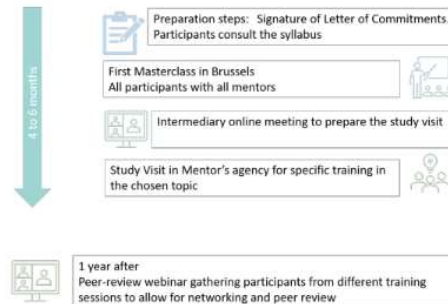 Preparation steps: Signature of Letter of Commitments.
Participants consult the syllabus
First Masterclass in Brussels
All participants with all mentors
4 to 6 months
Intermediary online meeting to prepare the study visit
Study Visit in Mentor's agency for specific training in
the chosen topic
1 year after
Peer-review webinar gathering participants from different training
sessions to allow for networking and peer review